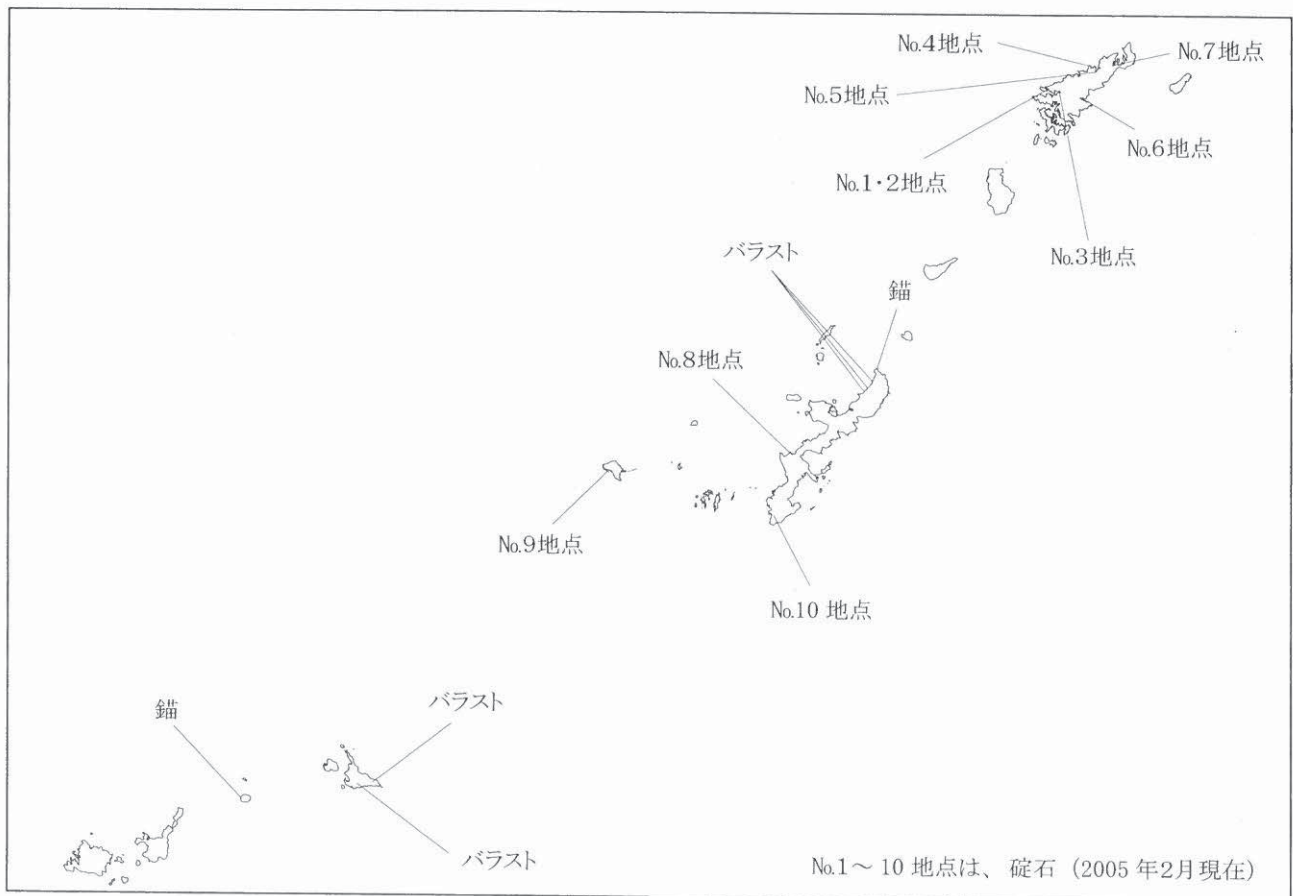 No.4地点
No.7地点
No.5地点
No.6地点
No.1・2地点
No.3地点
バラスト
錨
No.8地点
No.9地点
No.10 地点
バラスト
錨
バラスト
No.1～ 10 地点は、碇石 (2005 年2月現在)